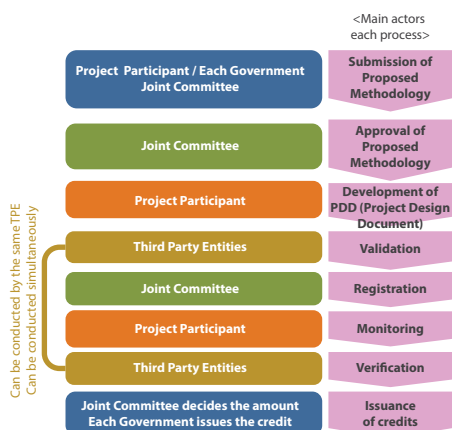 <Main actors
each process>
Project Participant / Each Government
Joint Committee
Submission of
Proposed
Methodology
Joint Committee
Approval of
Proposed
Methodology
Project Participant
Development of
PDD (Project Design
Document)
Third Party Entities
Validation
Joint Committee
Registration
Project Participant
Monitoring
Third Party Entities
Verification
Joint Committee decides the amount
Each Government issues the credit
Issuance
of credits
Can be conducted by the same TPE
Can be conducted simultaneously